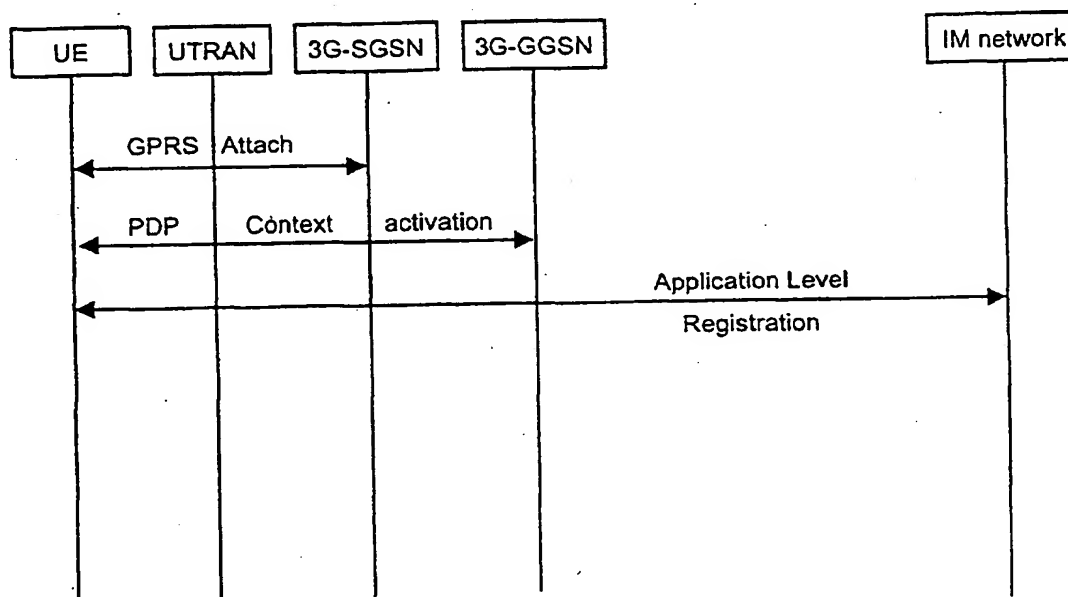 UE
UTRAN
3G-SGSN
3G-GGSN
IM network
GPRS Attach
PDP Context activation
Application Level
Registration